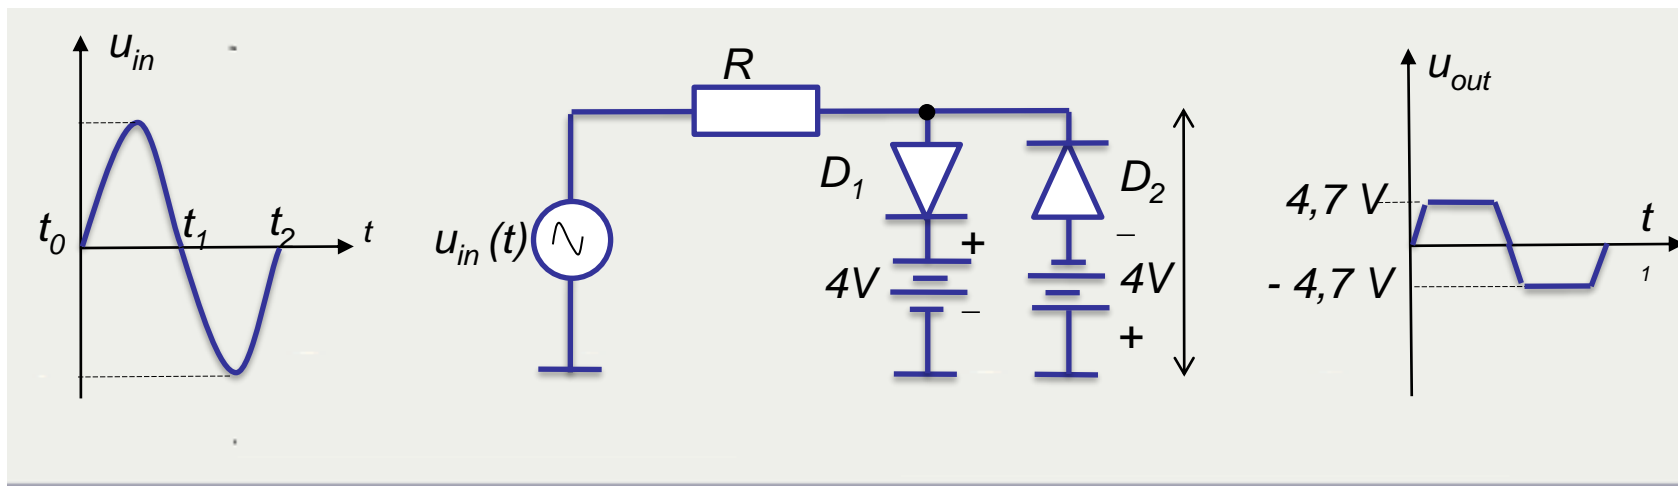 u_in
t_0
t_1
t_2
t
u_in (t)
R
D_1
+
4V
–
D_2
–
4V
+
u_out
4,7 V
- 4,7 V
t
1